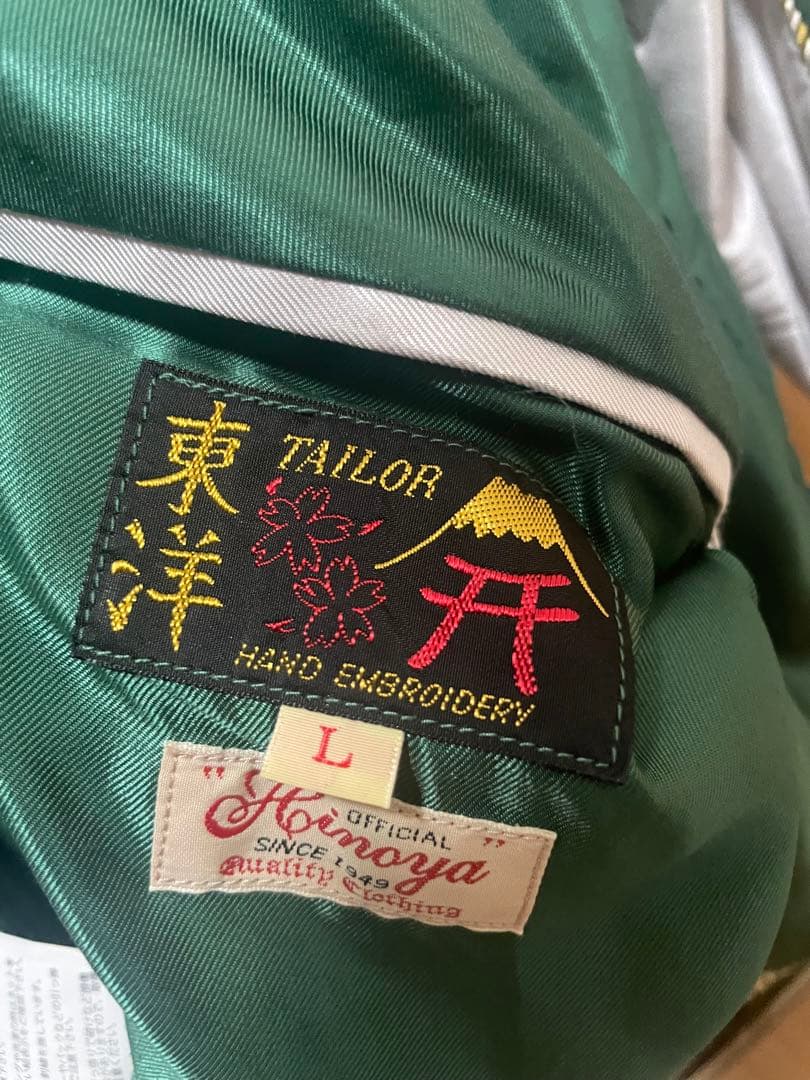 東洋
TAILOR
HAND EMBROIDERY
L
"Hinoya"
OFFICIAL
SINCE 1949
Quality Clothing